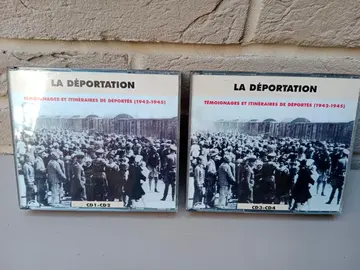 LA DÉPORTATION
TÉMOIGNAGES ET ITINÉRAIRES DE DÉPORTÉS (1942-1945)
CD1-CD2
LA DÉPORTATION
TÉMOIGNAGES ET ITINÉRAIRES DE DÉPORTÉS (1942-1945)
CD3-CD4